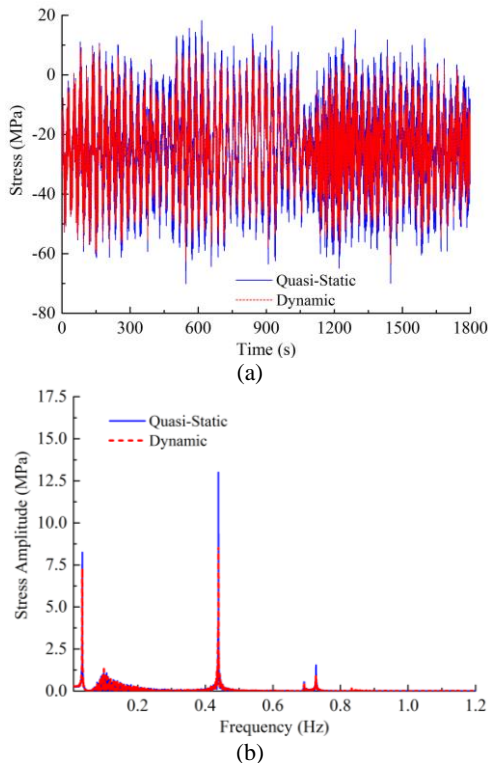 20
0
-20
-40
-60
-80
Stress (MPa)
Quasi-Static
Dynamic
0 300 600 900 1200 1500 1800
Time (s)
(a)
17.5
15.0
12.5
10.0
7.5
5.0
2.5
0.0
Stress Amplitude (MPa)
Quasi-Static
Dynamic
0.2 0.4 0.6 0.8 1.0 1.2
Frequency (Hz)
(b)